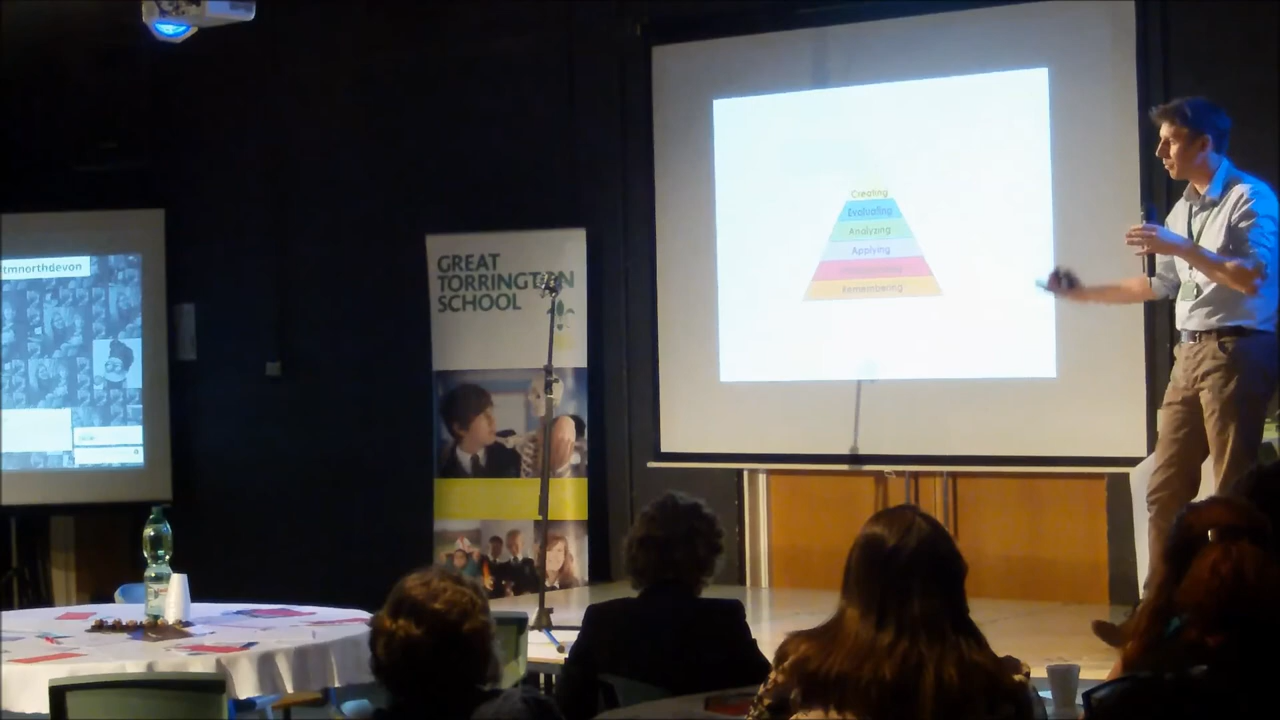 tmnorthdevon
GREAT
TORRINGTON
SCHOOL
Creating
Evaluating
Analyzing
Applying
Remembering